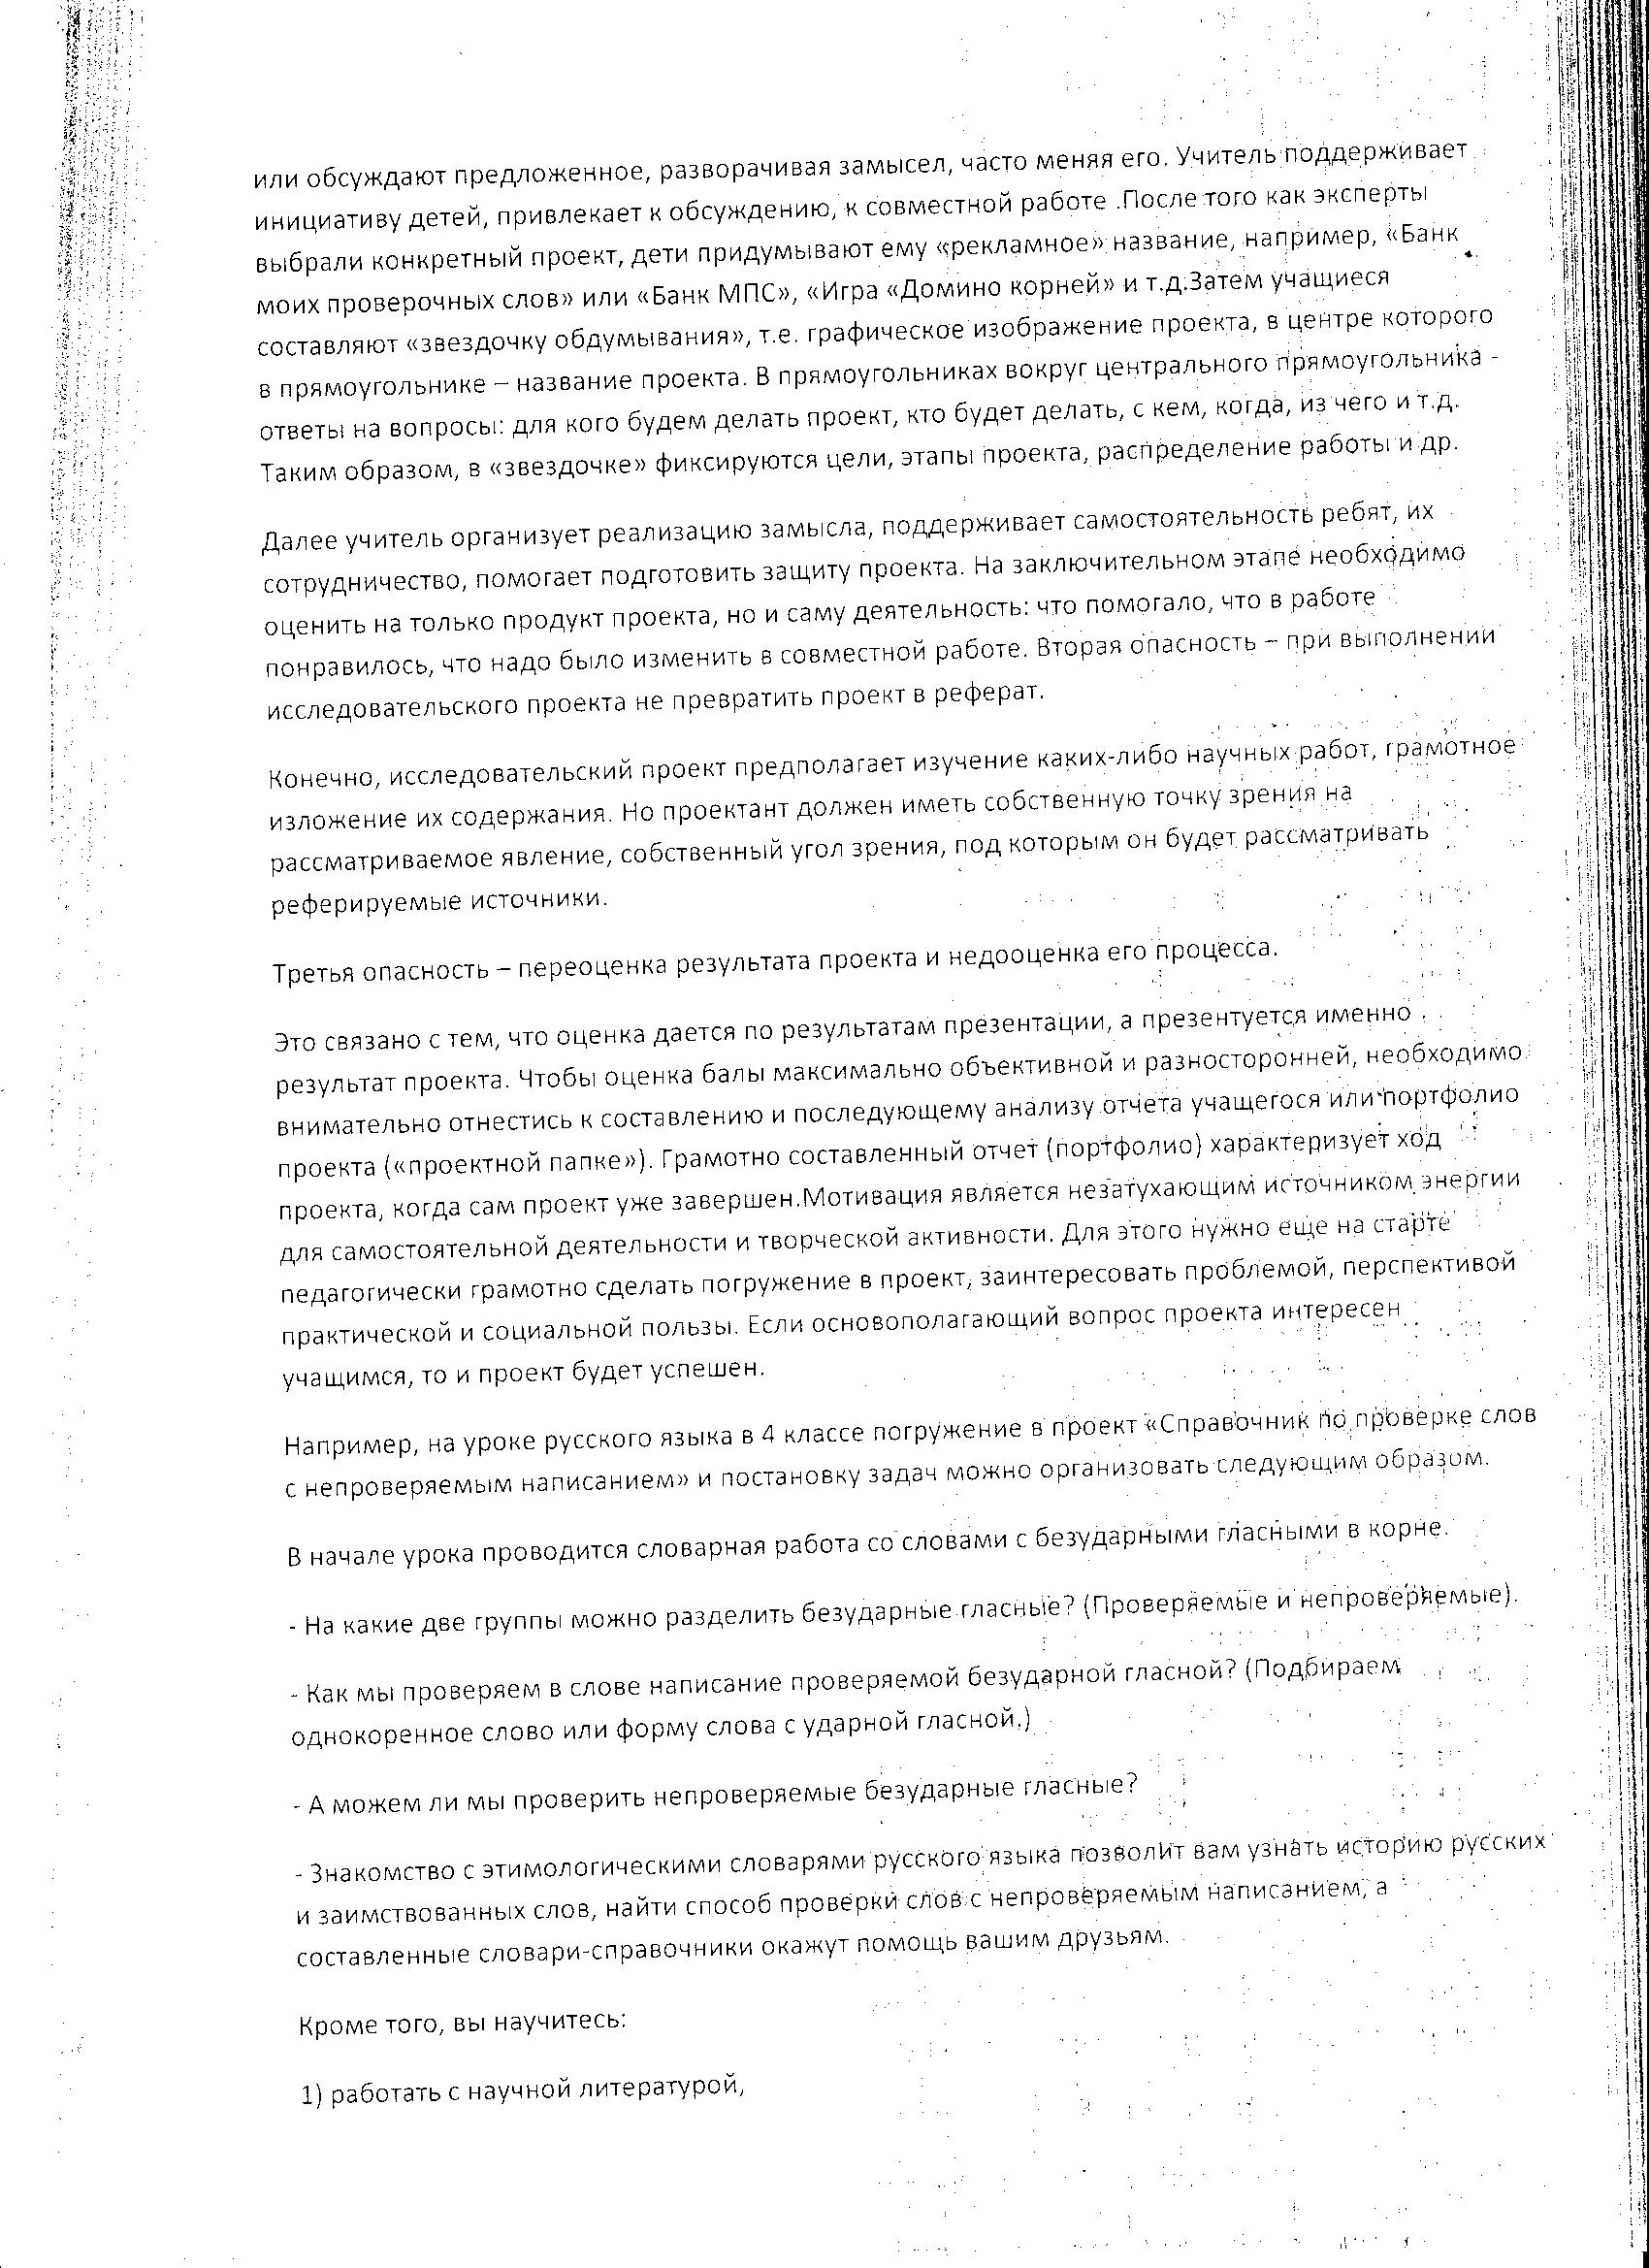 или обсуждают предложенное, разворачивая замысел, часто меняя его. Учитель поддерживает
инициативу детей, привлекает к обсуждению, к совместной работе .После того как эксперты
выбрали конкретный проект, дети придумывают ему «рекламное» название, например, «Банк
моих проверочных слов» или «Банк МПС», «Игра «Домино корней» и т.д.Затем учащиеся
составляют «звездочку обдумывания», т.е. графическое изображение проекта, в центре которого
в прямоугольнике – название проекта. В прямоугольниках вокруг центрального прямоугольника -
ответы на вопросы: для кого будем делать проект, кто будет делать, с кем, когда, из чего и т.д.
Таким образом, в «звездочке» фиксируются цели, этапы проекта, распределение работы и др.
Далее учитель организует реализацию замысла, поддерживает самостоятельность ребят, их
сотрудничество, помогает подготовить защиту проекта. На заключительном этапе необходимо
оценить на только продукт проекта, но и саму деятельность: что помогало, что в работе
понравилось, что надо было изменить в совместной работе. Вторая опасность – при выполнении
исследовательского проекта не превратить проект в реферат.
Конечно, исследовательский проект предполагает изучение каких-либо научных работ, грамотное
изложение их содержания. Но проектант должен иметь собственную точку зрения на
рассматриваемое явление, собственный угол зрения, под которым он будет рассматривать
реферируемые источники.
Третья опасность – переоценка результата проекта и недооценка его процесса.
Это связано с тем, что оценка дается по результатам презентации, а презентуется именно
результат проекта. Чтобы оценка балы максимально объективной и разносторонней, необходимо
внимательно отнестись к составлению и последующему анализу отчета учащегося или портфолио
проекта («проектной папке»). Грамотно составленный отчет (портфолио) характеризует ход
проекта, когда сам проект уже завершен.Мотивация является незатухающим источником энергии
для самостоятельной деятельности и творческой активности. Для этого нужно еще на старте
педагогически грамотно сделать погружение в проект, заинтересовать проблемой, перспективой
практической и социальной пользы. Если основополагающий вопрос проекта интересен
учащимся, то и проект будет успешен.
Например, на уроке русского языка в 4 классе погружение в проект «Справочник по проверке слов
с непроверяемым написанием» и постановку задач можно организовать следующим образом.
В начале урока проводится словарная работа со словами с безударными гласными в корне.
- На какие две группы можно разделить безударные гласные? (Проверяемые и непроверяемые).
- Как мы проверяем в слове написание проверяемой безударной гласной? (Подбираем
однокоренное слово или форму слова с ударной гласной.)
- А можем ли мы проверить непроверяемые безударные гласные?
- Знакомство с этимологическими словарями русского языка позволит вам узнать историю русских
и заимствованных слов, найти способ проверки слов с непроверяемым написанием, а
составленные словари-справочники окажут помощь вашим друзьям.
Кроме того, вы научитесь:
1) работать с научной литературой,